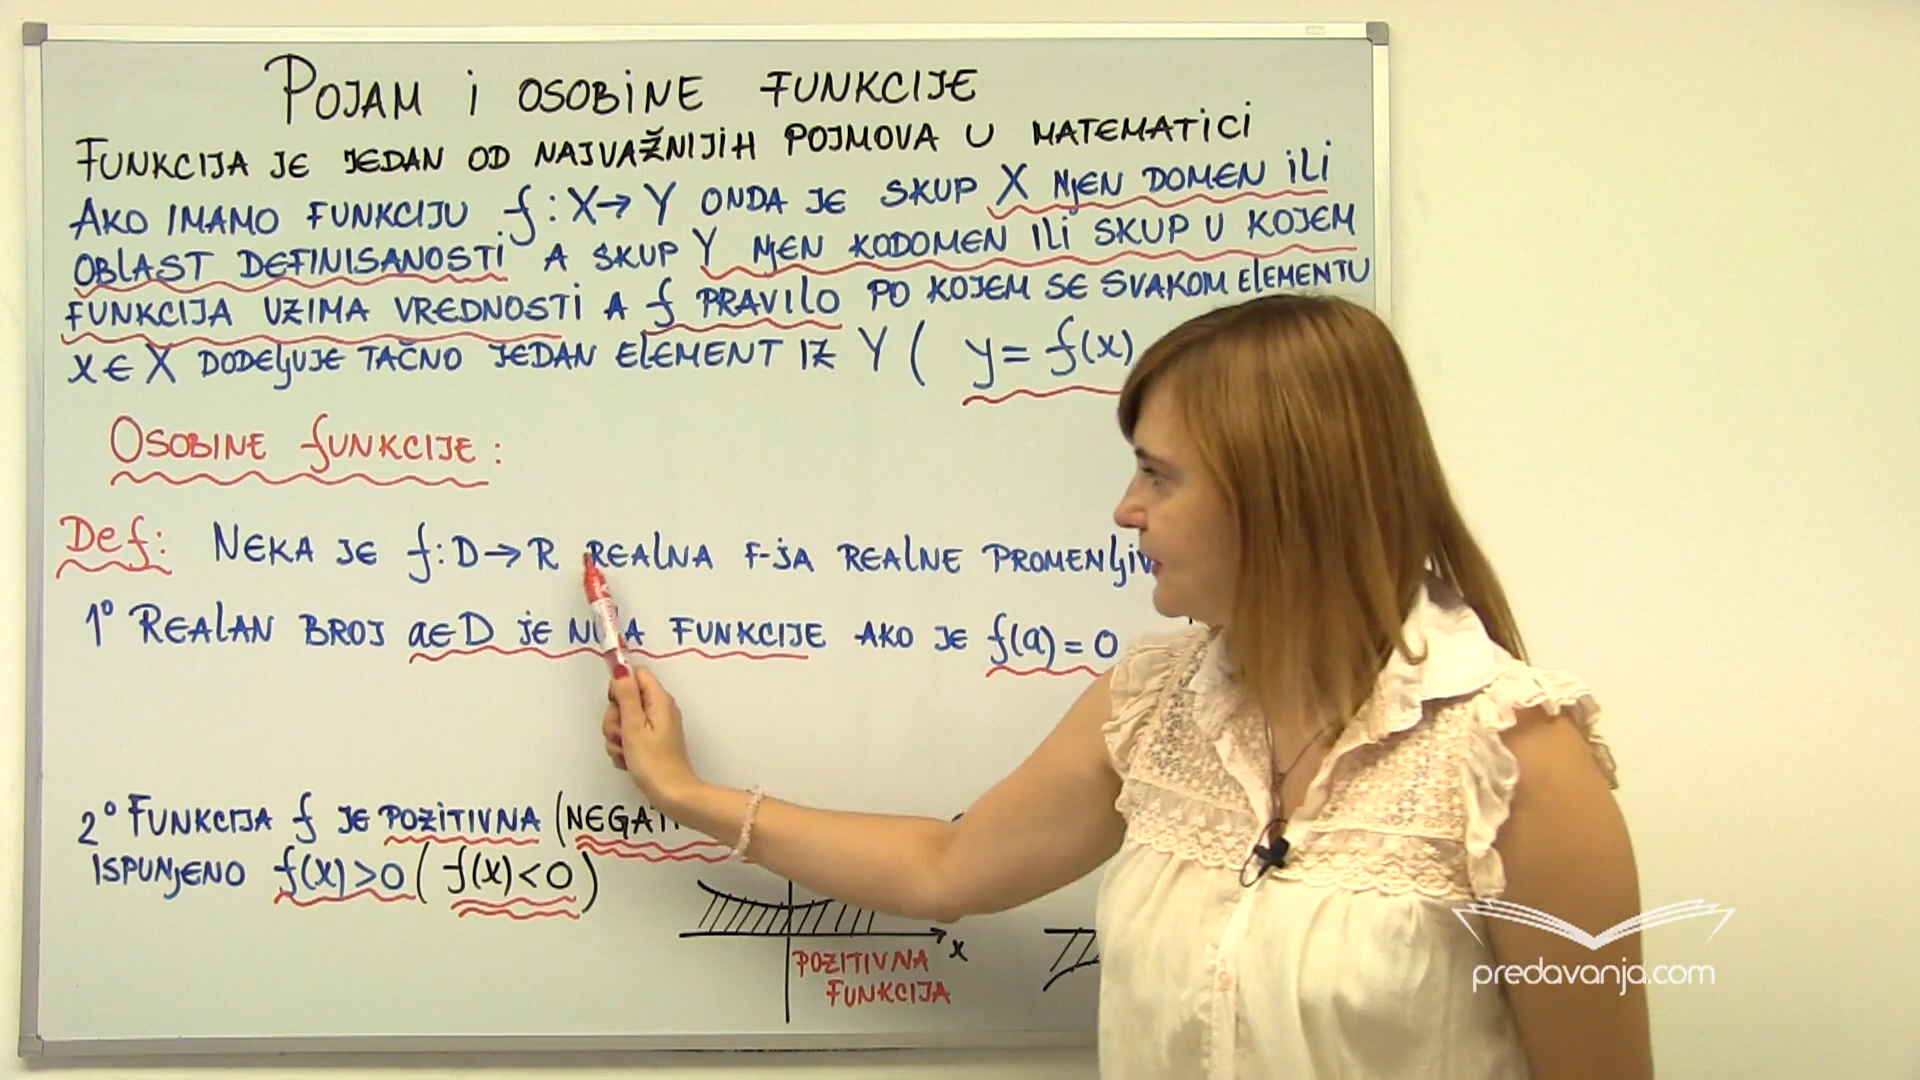 POJAM I OSOBINE FUNKCIJE
FUNKCIJA JE JEDAN OD NAJVAŽNIJIH POJMOVA U MATEMATICI
AKO IMAMO FUNKCIJU f: X→Y ONDA JE SKUP X NJEN DOMEN ILI
OBLAST DEFINISANOSTI A SKUP Y NJEN KODOMEN ILI SKUP U KOJEM
FUNKCIJA UZIMA VREDNOSTI A f PRAVILO PO KOJEM SE SVAKOM ELEMENTU
x ∈ X DODELJUJE TAČNO JEDAN ELEMENT IZ Y ( y = f(x)
OSOBINE FUNKCIJE:
Def: NEKA JE f: D→R REALNA F-JA REALNE
1° REALAN BROJ a∈D JE FUNKCIJE AKO JE f(a) = 0
2° FUNKCIJA f JE POZITIVNA (
ISPUNJENO f(x)>0 ( f(x)<0 )
x
POZITIVNA
FUNKCIJA
predavanja.com